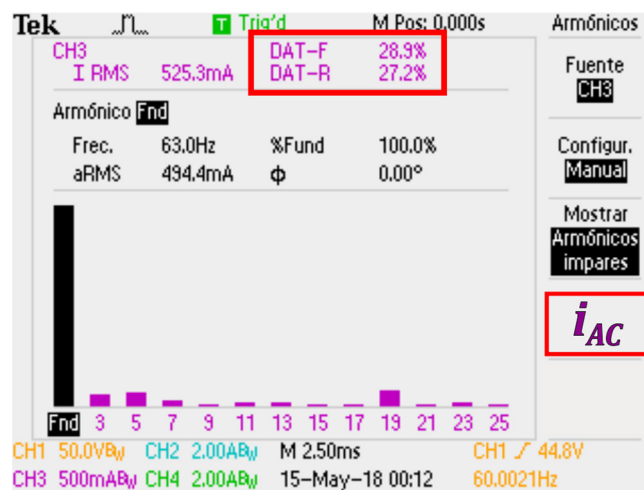 Tek Trig'd M Pos: 0.000s Armónicos
CH3 DAT-F 28.9%
I RMS 525.3mA DAT-R 27.2%
Fuente
CH3
Armónico Fnd
Frec. 63.0Hz %Fund 100.0%
aRMS 494.4mA ϕ 0.00°
Configur.
Manual
Mostrar
Armónicos
impares
iAC
Fnd 3 5 7 9 11 13 15 17 19 21 23 25
CH1 50.0VBW CH2 2.00ABW M 2.50ms CH1 / 44.8V
CH3 500mABW CH4 2.00ABW 15-May-18 00:12 60.0021Hz